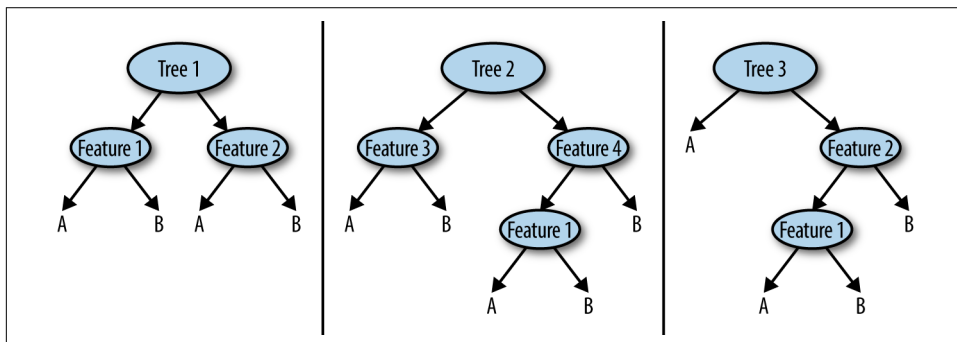 Tree 1
Feature 1 Feature 2
A B A B
Tree 2
Feature 3 Feature 4
A B Feature 1 B
A B
Tree 3
A
Feature 2
Feature 1 B
A B